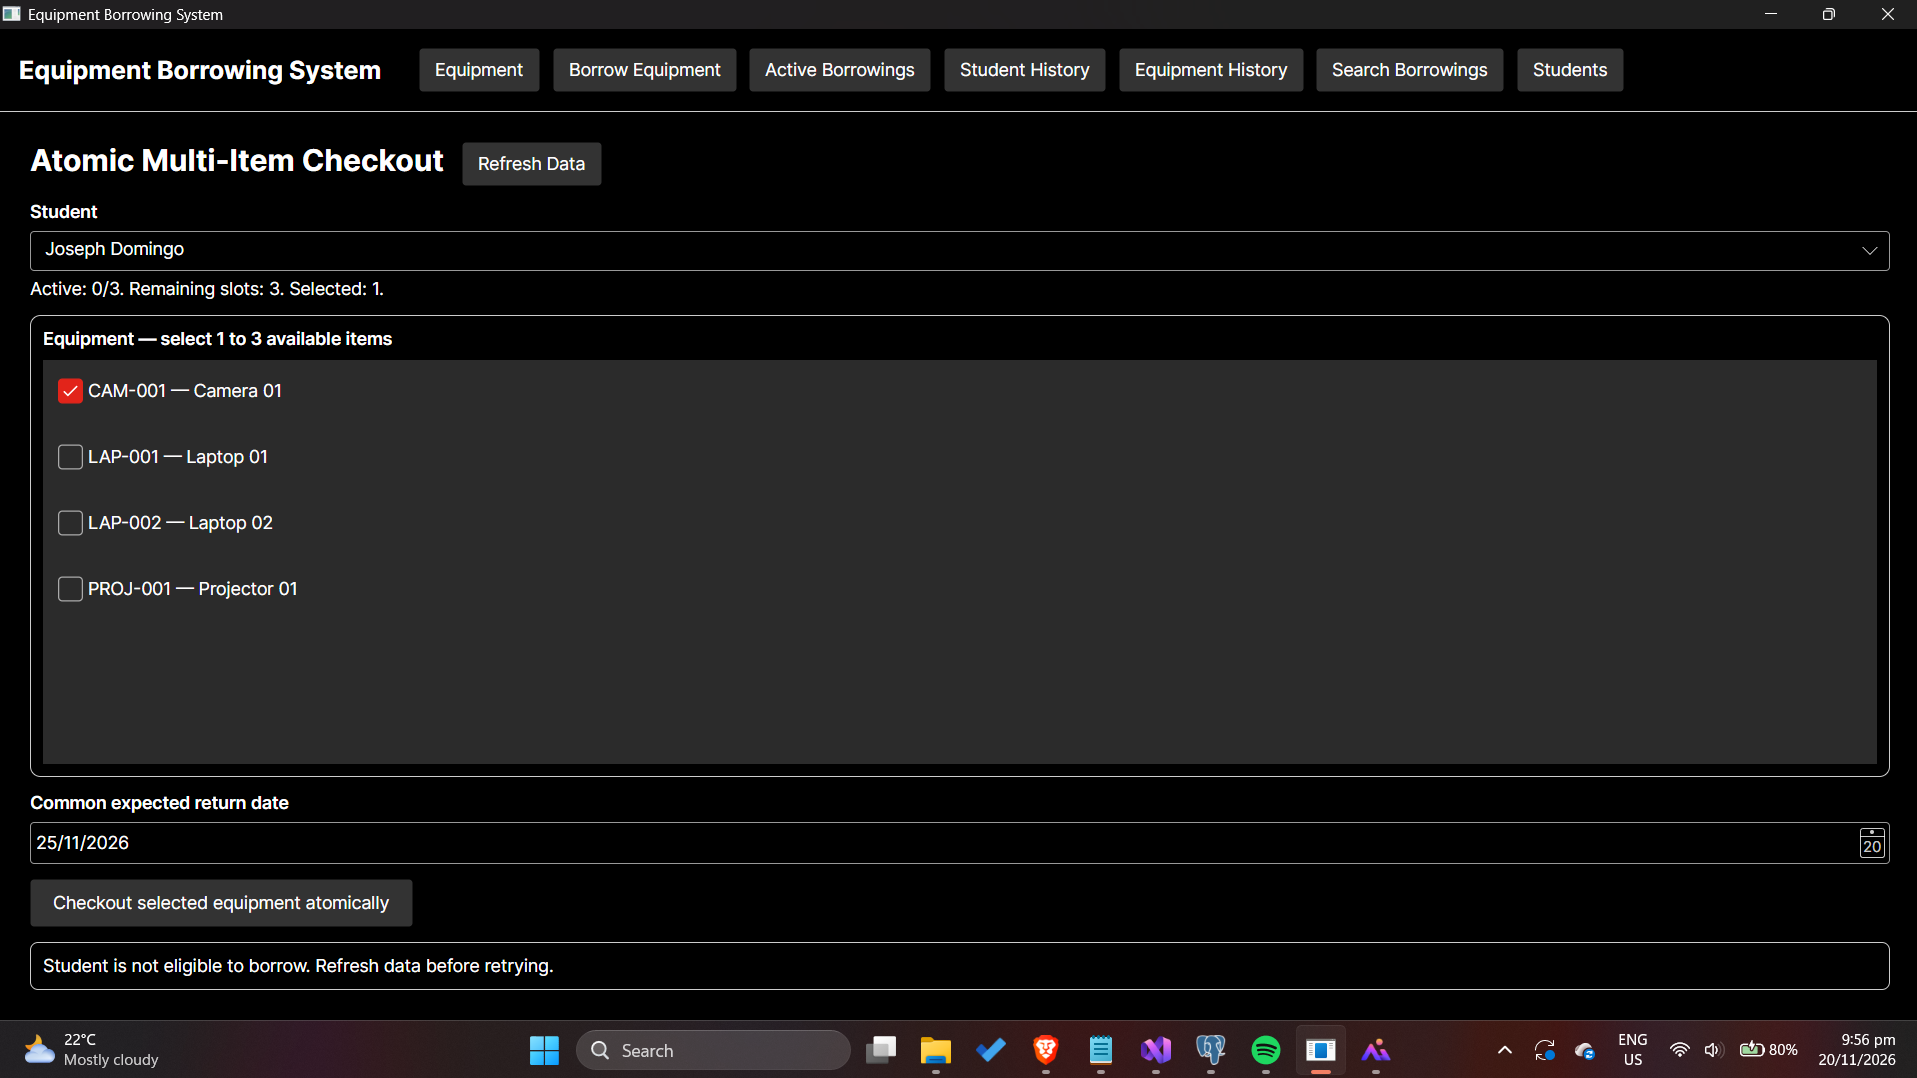 Equipment Borrowing System
Equipment Borrowing System
Equipment
Borrow Equipment
Active Borrowings
Student History
Equipment History
Search Borrowings
Students
Atomic Multi-Item Checkout
Refresh Data
Student
Joseph Domingo
Active: 0/3. Remaining slots: 3. Selected: 1.
Equipment — select 1 to 3 available items
CAM-001 — Camera 01
LAP-001 — Laptop 01
LAP-002 — Laptop 02
PROJ-001 — Projector 01
Common expected return date
25/11/2026
20
Checkout selected equipment atomically
Student is not eligible to borrow. Refresh data before retrying.
22°C
Mostly cloudy
Search
ENG
US
80%
9:56 pm
20/11/2026